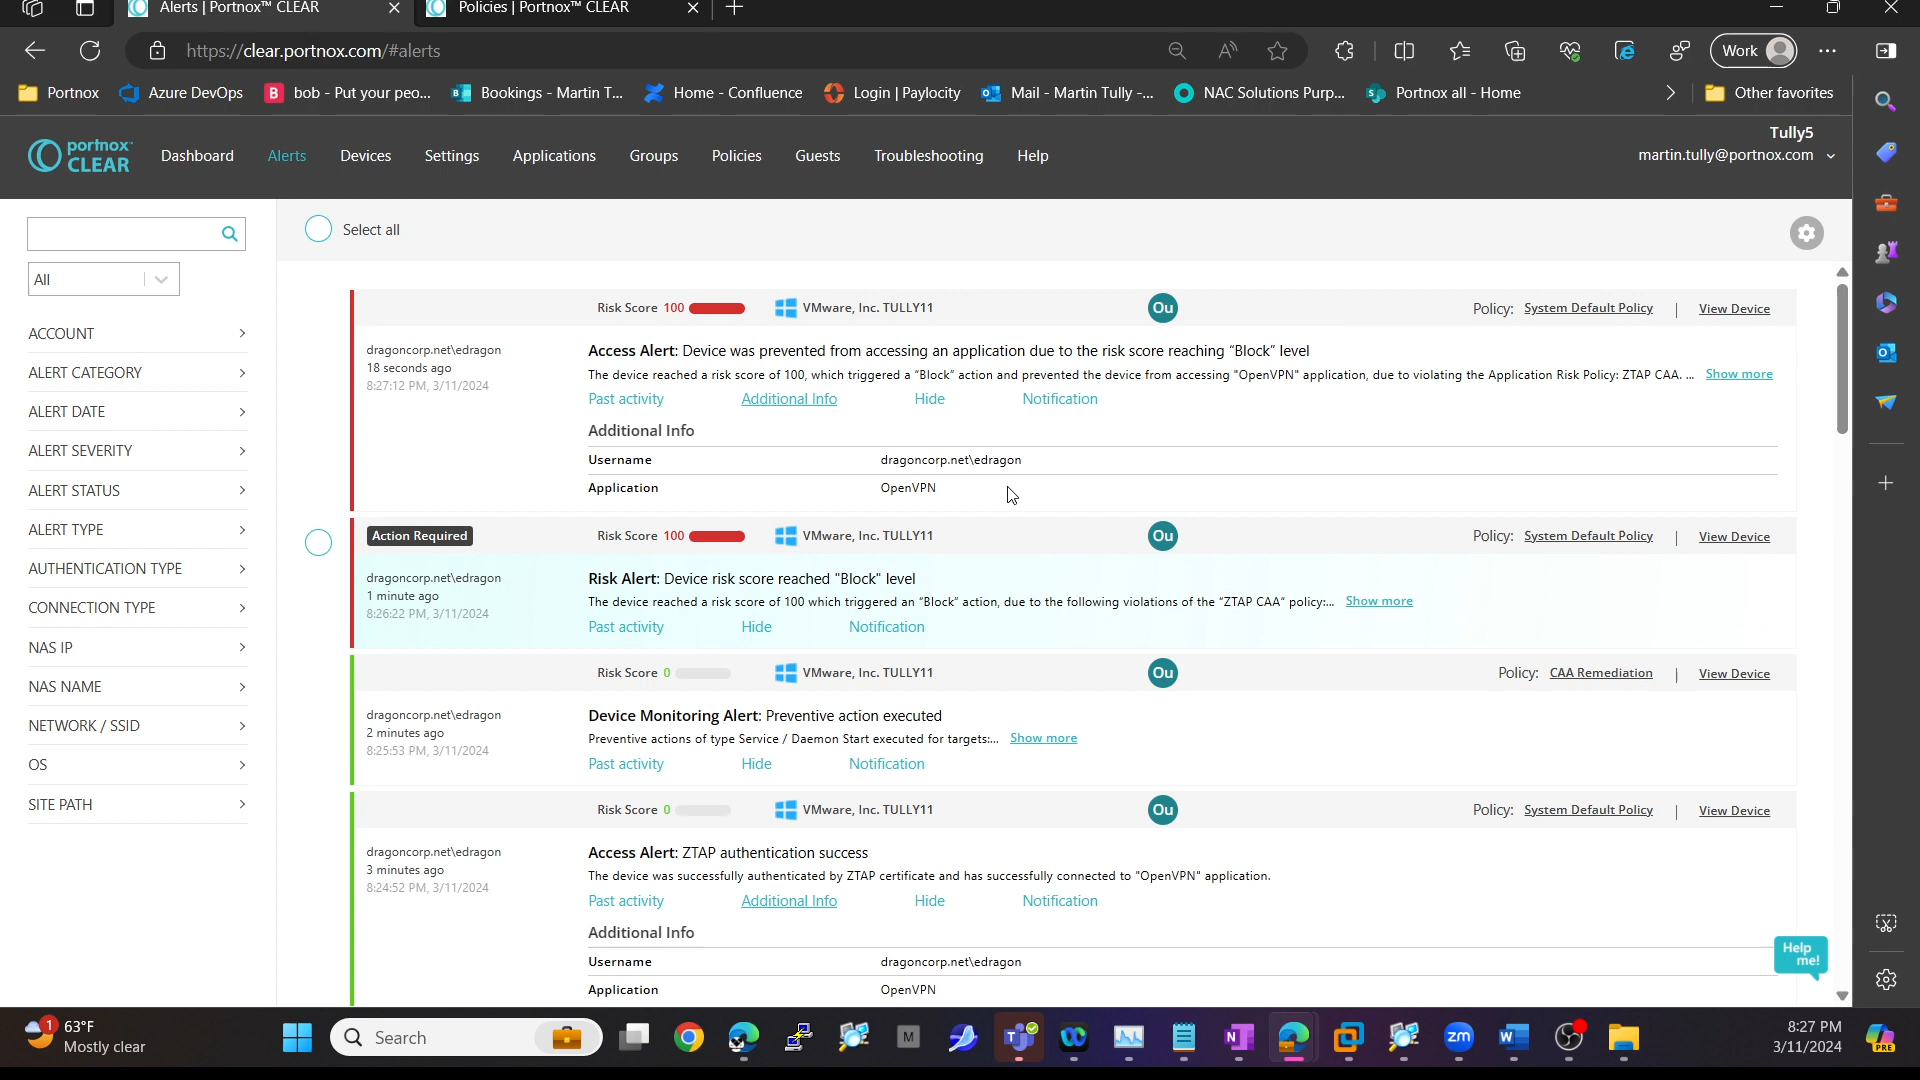 Alerts | Portnox™ CLEAR
Policies | Portnox™ CLEAR
https://clear.portnox.com/#alerts
Work
Portnox
Azure DevOps
bob - Put your peo...
Bookings - Martin T...
Home - Confluence
Login | Paylocity
Mail - Martin Tully -...
NAC Solutions Purp...
Portnox all - Home
Other favorites
portnox™
CLEAR
Dashboard
Alerts
Devices
Settings
Applications
Groups
Policies
Guests
Troubleshooting
Help
Tully5
martin.tully@portnox.com
All
ACCOUNT
ALERT CATEGORY
ALERT DATE
ALERT SEVERITY
ALERT STATUS
ALERT TYPE
AUTHENTICATION TYPE
CONNECTION TYPE
NAS IP
NAS NAME
NETWORK / SSID
OS
SITE PATH
Select all
Risk Score 100
VMware, Inc. TULLY11
Ou
Policy: System Default Policy | View Device
dragoncorp.net\edragon
18 seconds ago
8:27:12 PM, 3/11/2024
Access Alert: Device was prevented from accessing an application due to the risk score reaching “Block” level
The device reached a risk score of 100, which triggered a "Block" action and prevented the device from accessing "OpenVPN" application, due to violating the Application Risk Policy: ZTAP CAA. ... Show more
Past activity Additional Info Hide Notification
Additional Info
Username dragoncorp.net\edragon
Application OpenVPN
Action Required
Risk Score 100
VMware, Inc. TULLY11
Ou
Policy: System Default Policy | View Device
dragoncorp.net\edragon
1 minute ago
8:26:22 PM, 3/11/2024
Risk Alert: Device risk score reached "Block" level
The device reached a risk score of 100 which triggered an "Block" action, due to the following violations of the "ZTAP CAA" policy:... Show more
Past activity Hide Notification
Risk Score 0
VMware, Inc. TULLY11
Ou
Policy: CAA Remediation | View Device
dragoncorp.net\edragon
2 minutes ago
8:25:53 PM, 3/11/2024
Device Monitoring Alert: Preventive action executed
Preventive actions of type Service / Daemon Start executed for targets:... Show more
Past activity Hide Notification
Risk Score 0
VMware, Inc. TULLY11
Ou
Policy: System Default Policy | View Device
dragoncorp.net\edragon
3 minutes ago
8:24:52 PM, 3/11/2024
Access Alert: ZTAP authentication success
The device was successfully authenticated by ZTAP certificate and has successfully connected to "OpenVPN" application.
Past activity Additional Info Hide Notification
Additional Info
Username dragoncorp.net\edragon
Application OpenVPN
Help
me!
1
63°F
Mostly clear
Search
M
T
N
zm
W
PRE
8:27 PM
3/11/2024